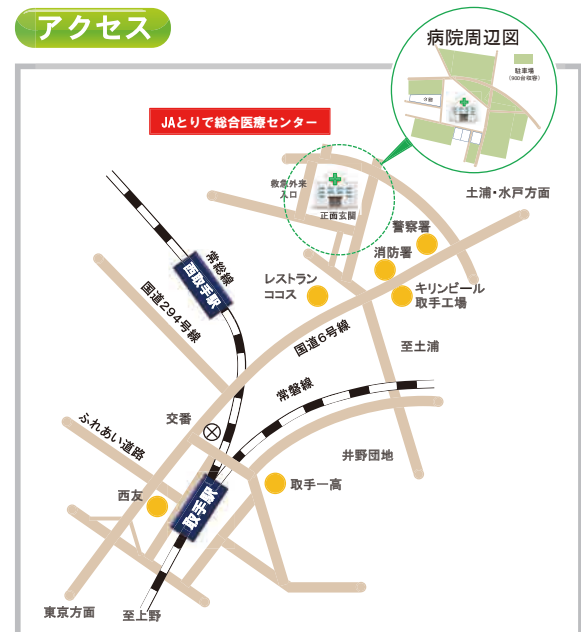 アクセス
病院周辺図
駐車場
(900台収容)
JAとりで総合医療センター
救急外来
入口
正面玄関
土浦・水戸方面
警察署
消防署
キリンビール
取手工場
レストラン
ココス
常総線
西取手駅
国道294号線
国道6号線
至土浦
常磐線
交番
ふれあい道路
井野団地
取手一高
西友
取手駅
東京方面
至上野